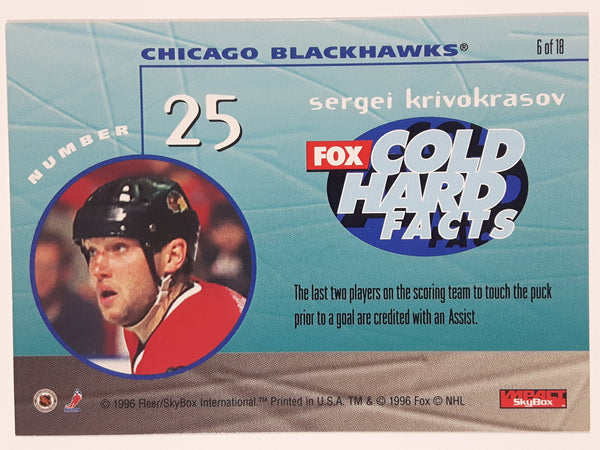 CHICAGO BLACKHAWKS®
6 of 18
NUMBER
25
sergei krivokrasov
FOX COLD
HARD
FACTS
The last two players on the scoring team to touch the puck
prior to a goal are credited with an Assist.
© 1996 Fleer/SkyBox International.™ Printed in U.S.A. TM & © 1996 Fox © NHL
IMPACT
SkyBox